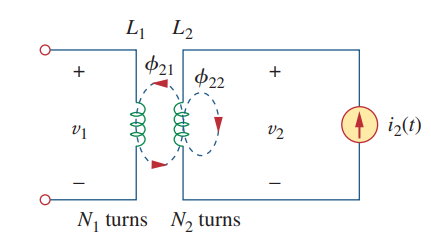 L₁ L₂
ϕ₂₁ ϕ₂₂
+ +
v₁ v₂ i₂(t)
− −
N₁ turns N₂ turns